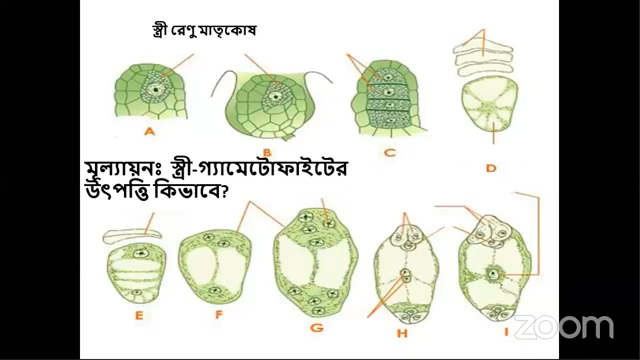 স্ত্রী রেণু মাতৃকোষ
A
B
C
D
মূল্যায়নঃ স্ত্রী-গ্যামেটোফাইটের
উৎপত্তি কিভাবে?
E
F
G
H
I
zoom